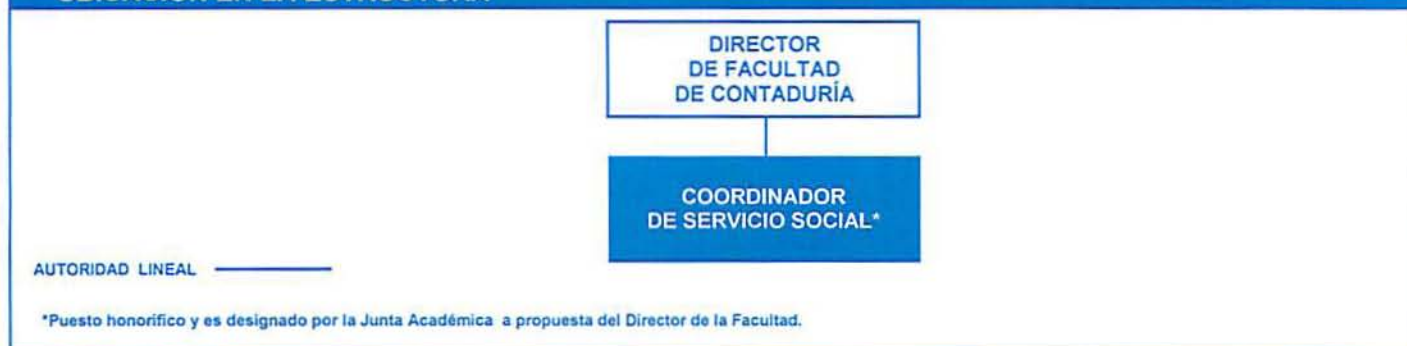 DIRECTOR
DE FACULTAD
DE CONTADURÍA
COORDINADOR
DE SERVICIO SOCIAL*
AUTORIDAD LINEAL
*Puesto honorífico y es designado por la Junta Académica a propuesta del Director de la Facultad.